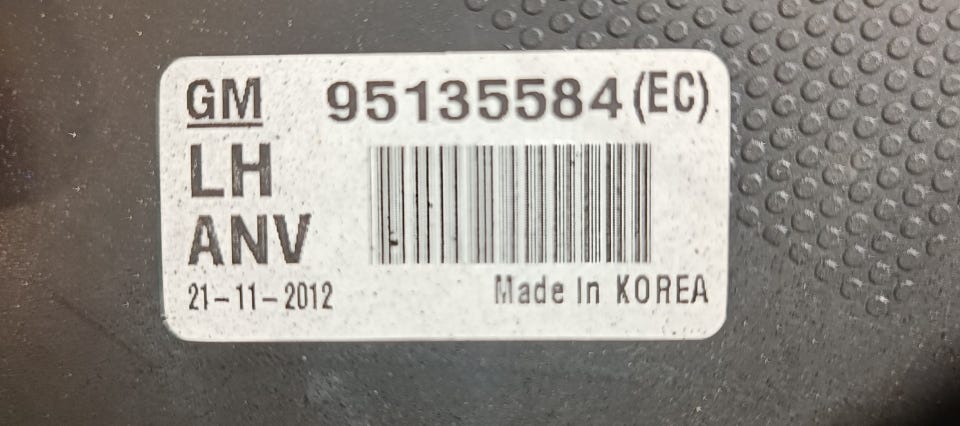 GM 95135584 (EC)
LH
ANV
21-11-2012 Made In KOREA